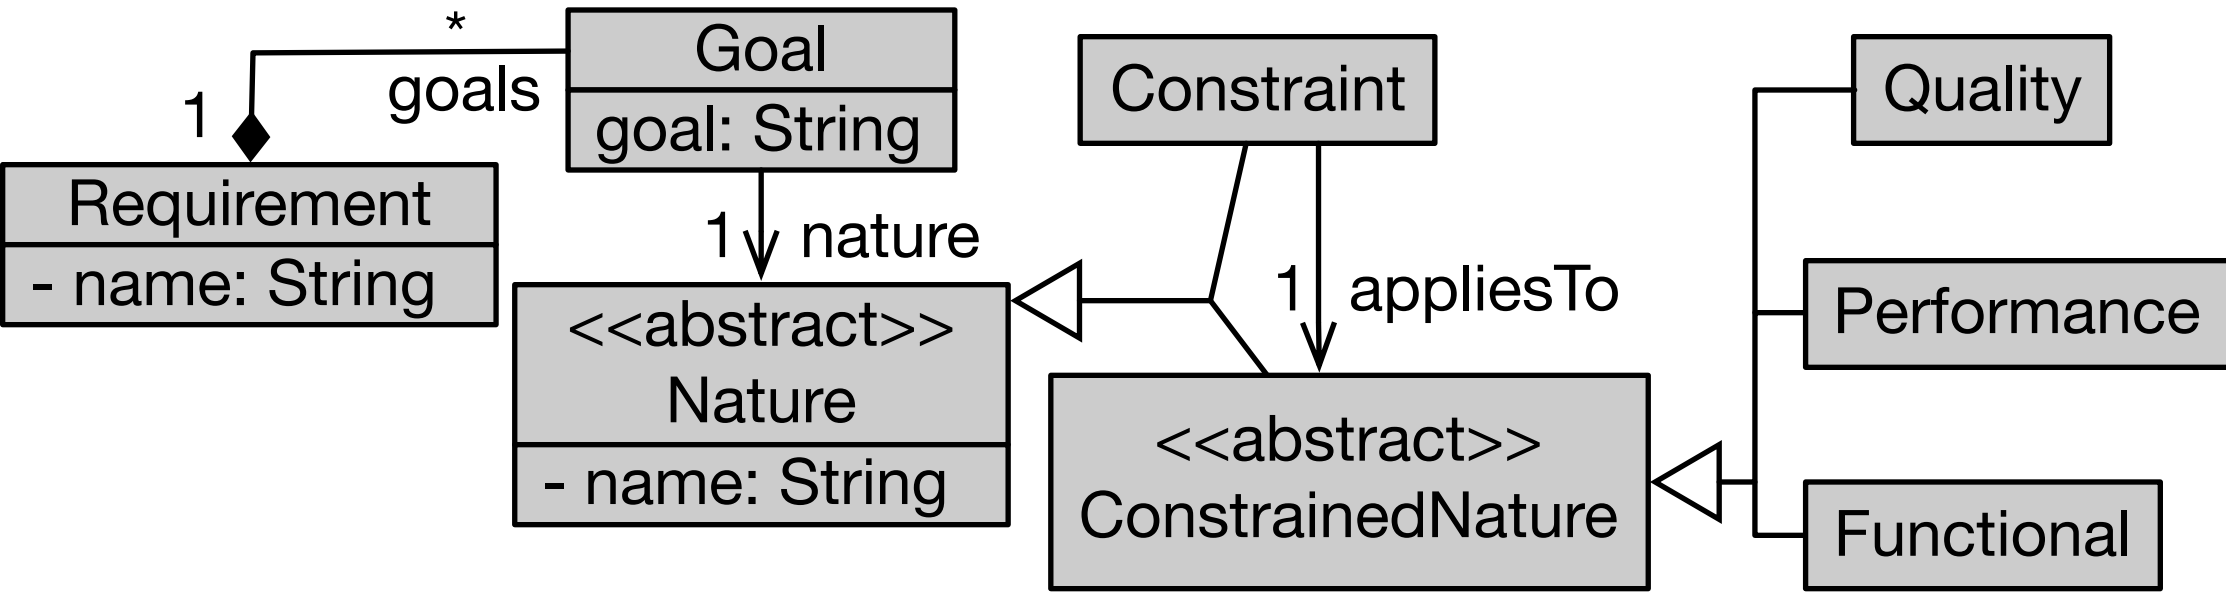 *
goals
1
Goal
goal: String
Requirement
- name: String
1
nature
<<abstract>>
Nature
- name: String
Constraint
1
appliesTo
<<abstract>>
ConstrainedNature
Quality
Performance
Functional